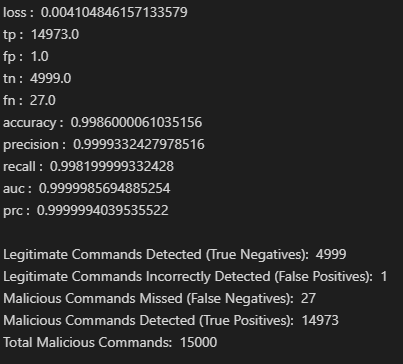 loss :  0.004104846157133579
tp :  14973.0
fp :  1.0
tn :  4999.0
fn :  27.0
accuracy :  0.9986000061035156
precision :  0.9999332427978516
recall :  0.998199999332428
auc :  0.9999985694885254
prc :  0.9999994039535522

Legitimate Commands Detected (True Negatives):  4999
Legitimate Commands Incorrectly Detected (False Positives):  1
Malicious Commands Missed (False Negatives):  27
Malicious Commands Detected (True Positives):  14973
Total Malicious Commands:  15000